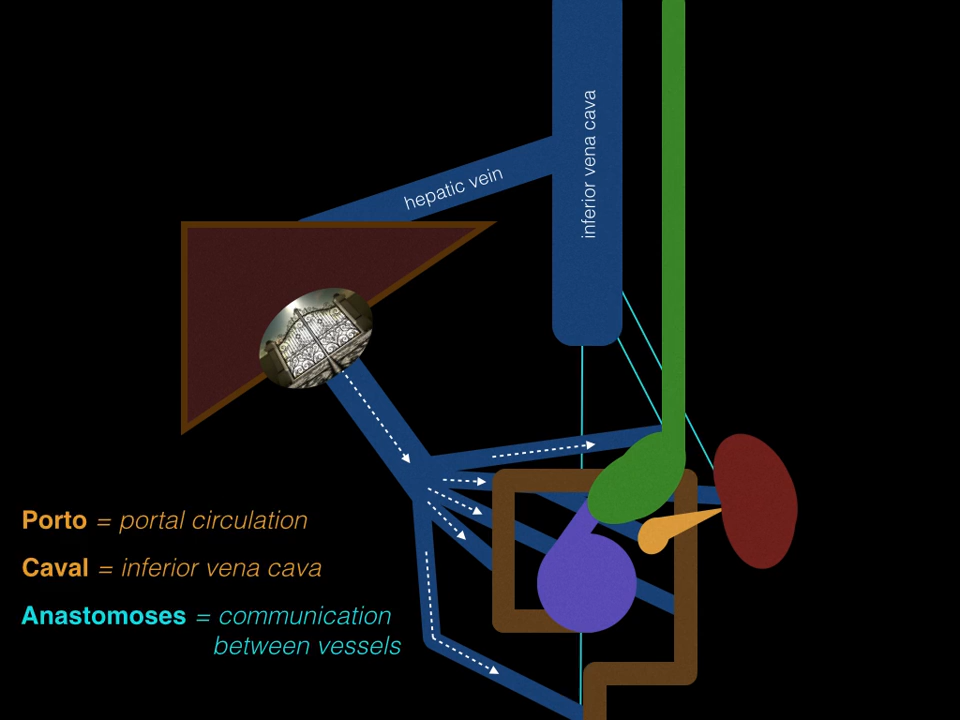 inferior vena cava
hepatic vein
Porto = portal circulation
Caval = inferior vena cava
Anastomoses = communication
between vessels